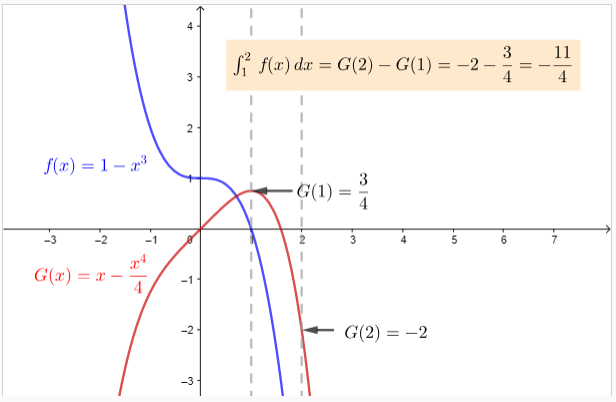 4
∫₁² f(x) dx = G(2) − G(1) = −2 − 3/4 = −11/4
3
2
f(x) = 1 − x³
1
G(1) = 3/4
−3 −2 −1 0 1 2 3 4 5 6 7
G(x) = x − x⁴/4
−1
−2
G(2) = −2
−3